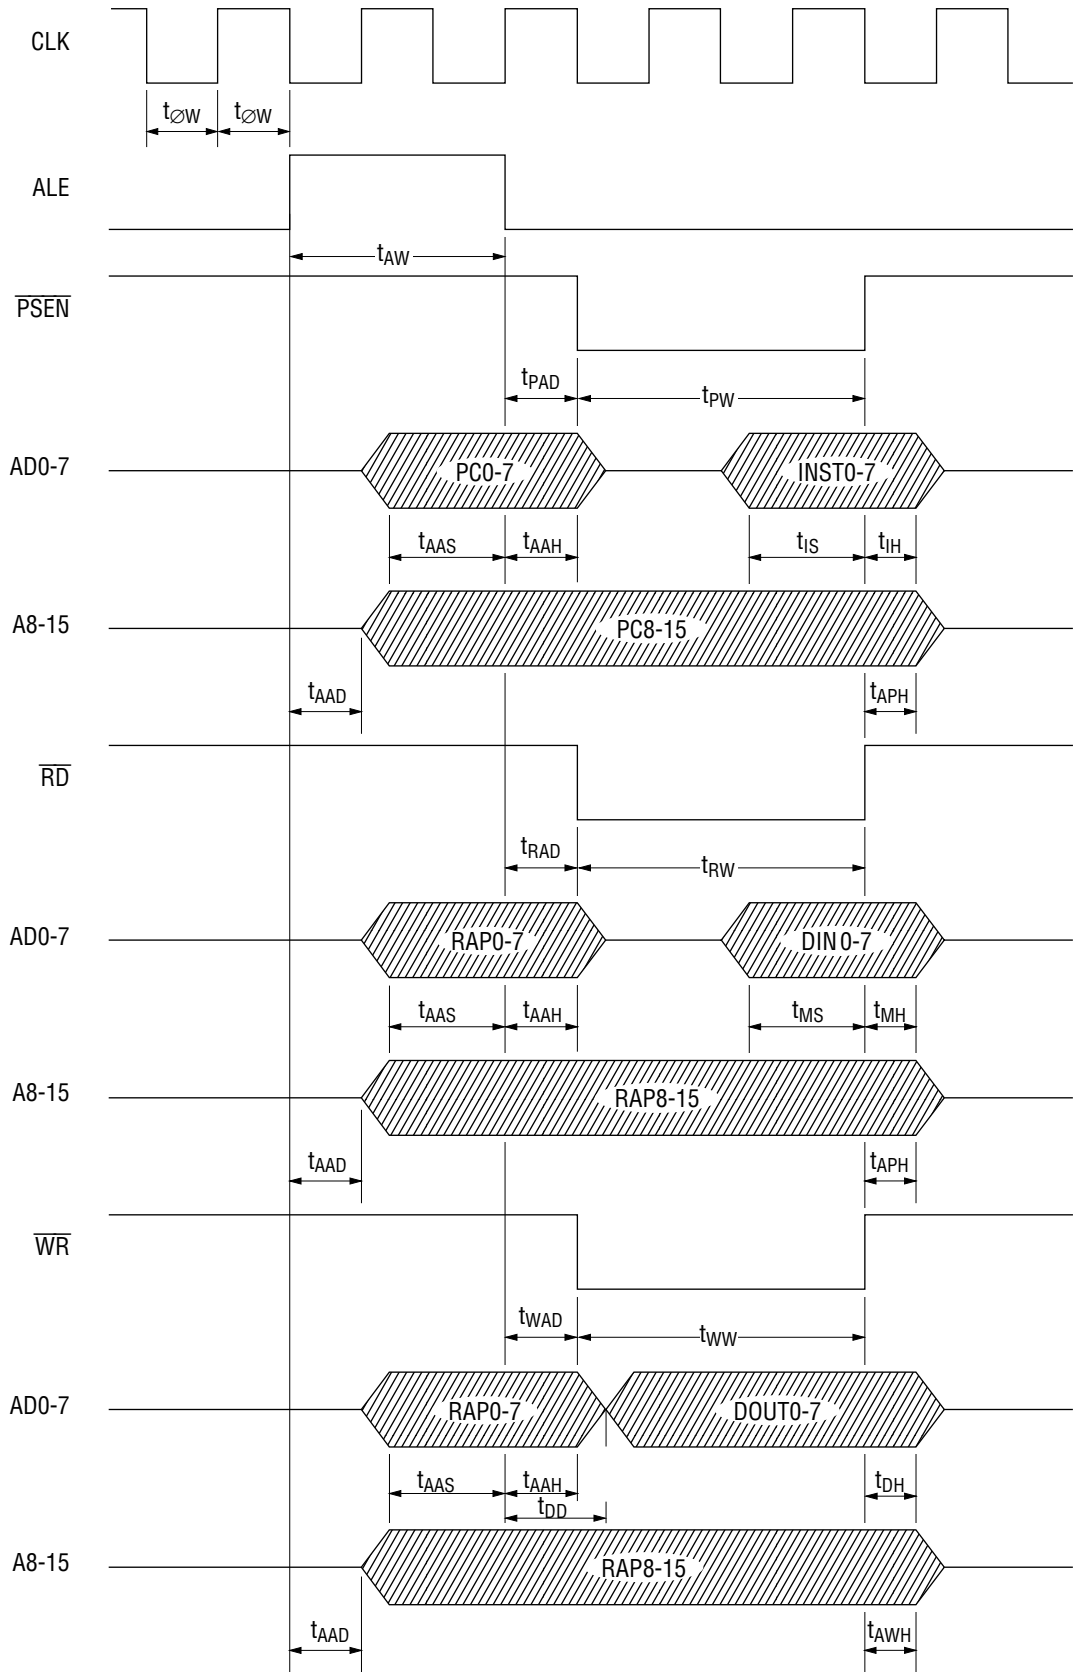 CLK
t∅W t∅W
ALE
tAW
PSEN
tPAD
tPW
AD0-7
PC0-7
INST0-7
tAAS tAAH tIS tIH
A8-15
PC8-15
tAAD tAPH
RD
tRAD
tRW
AD0-7
RAP0-7
DIN 0-7
tAAS tAAH tMS tMH
A8-15
RAP8-15
tAAD tAPH
WR
tWAD
tWW
AD0-7
RAP0-7
DOUT0-7
tAAS tAAH tDH
tDD
A8-15
RAP8-15
tAAD tAWH